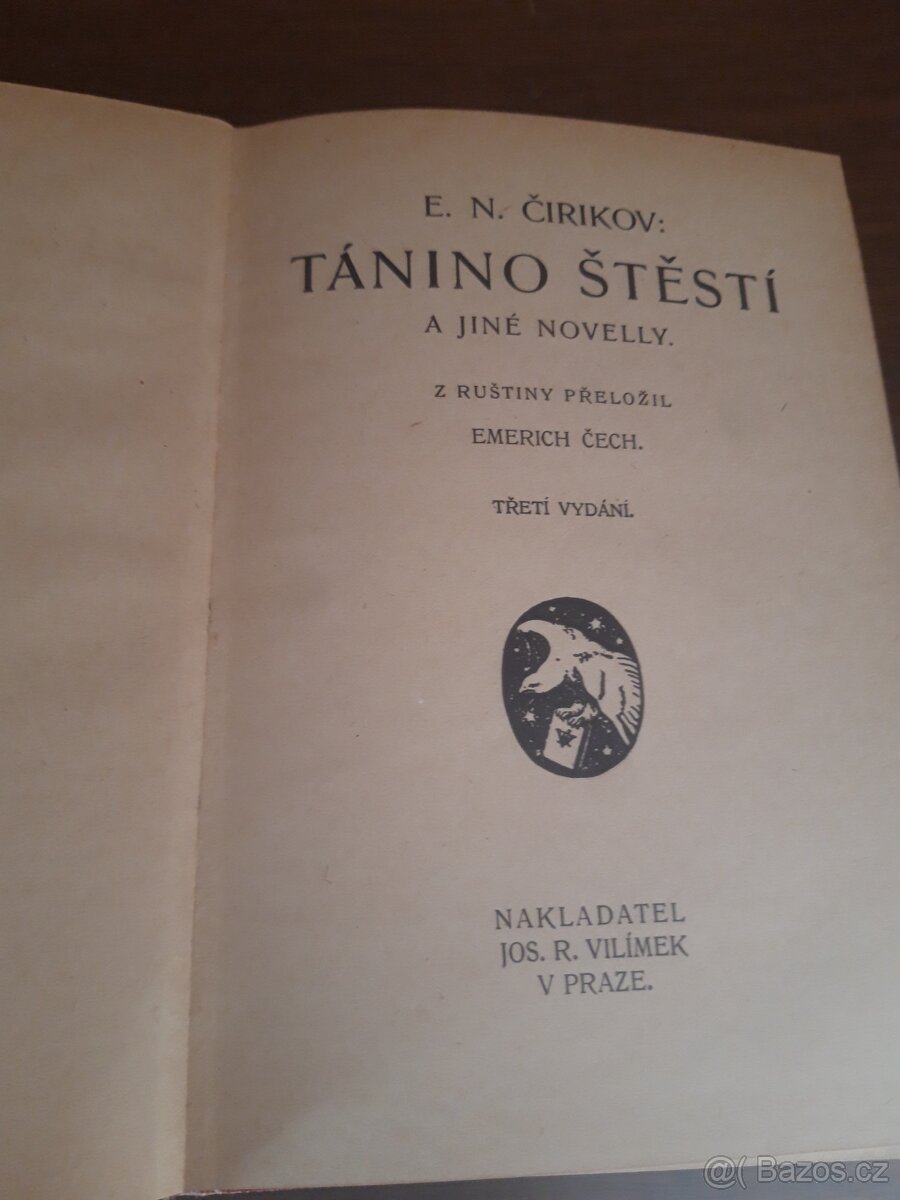 E. N. ČIRIKOV:
TÁNINO ŠTĚSTÍ
A JINÉ NOVELLY.
Z RUŠTINY PŘELOŽIL
EMERICH ČECH.
TŘETÍ VYDÁNÍ.
NAKLADATEL
JOS. R. VILÍMEK
V PRAZE.
@( Bazos.cz